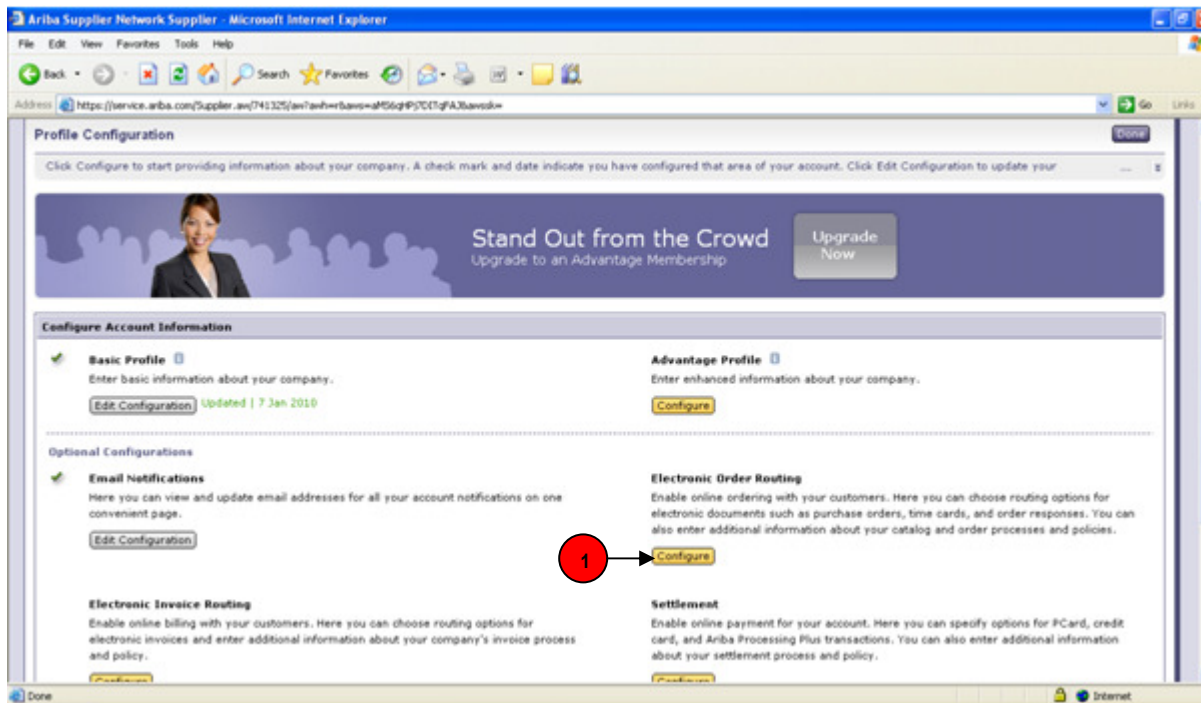 Ariba Supplier Network Supplier - Microsoft Internet Explorer
File Edit View Favorites Tools Help
Back Search Favorites
Address Go Links
Profile Configuration Done
Click Configure to start providing information about your company. A check mark and date indicate you have configured that area of your account. Click Edit Configuration to update your ...
Stand Out from the Crowd
Upgrade to an Advantage Membership
Upgrade
Now
Configure Account Information
Basic Profile
Enter basic information about your company.
Edit Configuration Updated | 7 Jan 2010
Advantage Profile
Enter enhanced information about your company.
Configure
Optional Configurations
Email Notifications
Here you can view and update email addresses for all your account notifications on one
convenient page.
Edit Configuration
Electronic Order Routing
Enable online ordering with your customers. Here you can choose routing options for
electronic documents such as purchase orders, time cards, and order responses. You can
also enter additional information about your catalog and order processes and policies.
1
Configure
Electronic Invoice Routing
Enable online billing with your customers. Here you can choose routing options for
electronic invoices and enter additional information about your company's invoice process
and policy.
Configure
Settlement
Enable online payment for your account. Here you can specify options for PCard, credit
card, and Ariba Processing Plus transactions. You can also enter additional information
about your settlement process and policy.
Configure
Done Internet